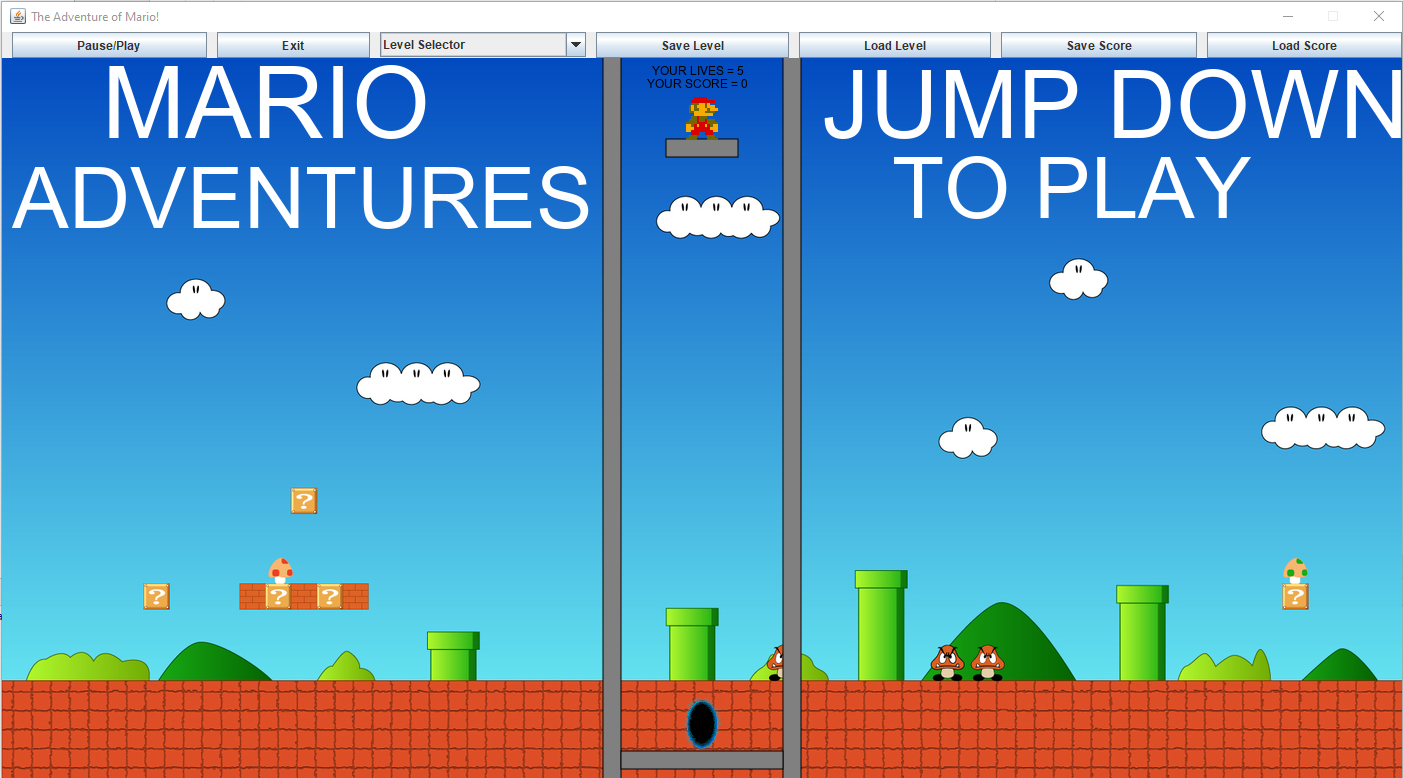 The Adventure of Mario!
Pause/Play
Exit
Level Selector
Save Level
Load Level
Save Score
Load Score
MARIO
ADVENTURES
YOUR LIVES = 5
YOUR SCORE = 0
JUMP DOWN
TO PLAY
?
?
?
?
?